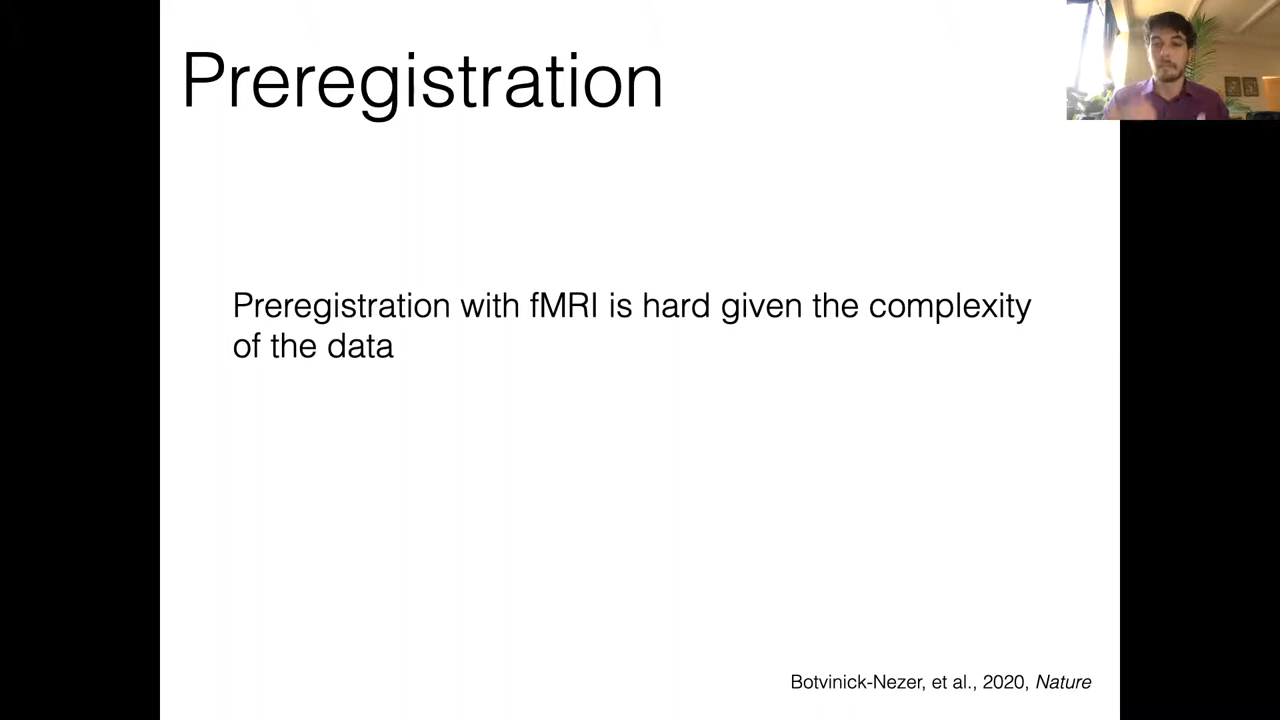 Preregistration
Preregistration with fMRI is hard given the complexity
of the data
Botvinick-Nezer, et al., 2020, Nature